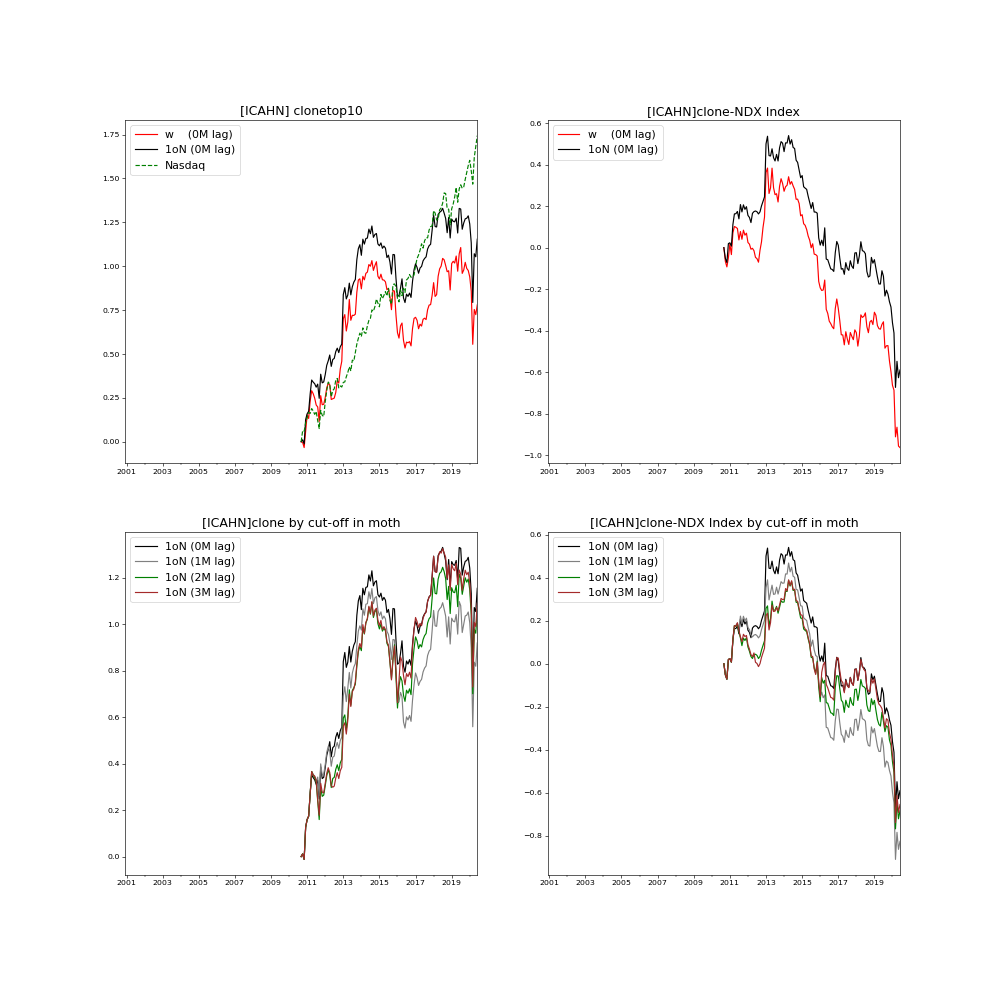 [ICAHN] clonetop10
w    (0M lag)
1oN (0M lag)
Nasdaq
1.75
1.50
1.25
1.00
0.75
0.50
0.25
0.00
2001 2003 2005 2007 2009 2011 2013 2015 2017 2019
[ICAHN]clone-NDX Index
w    (0M lag)
1oN (0M lag)
0.6
0.4
0.2
0.0
−0.2
−0.4
−0.6
−0.8
−1.0
2001 2003 2005 2007 2009 2011 2013 2015 2017 2019
[ICAHN]clone by cut-off in moth
1oN (0M lag)
1oN (1M lag)
1oN (2M lag)
1oN (3M lag)
1.2
1.0
0.8
0.6
0.4
0.2
0.0
2001 2003 2005 2007 2009 2011 2013 2015 2017 2019
[ICAHN]clone-NDX Index by cut-off in moth
1oN (0M lag)
1oN (1M lag)
1oN (2M lag)
1oN (3M lag)
0.6
0.4
0.2
0.0
−0.2
−0.4
−0.6
−0.8
2001 2003 2005 2007 2009 2011 2013 2015 2017 2019